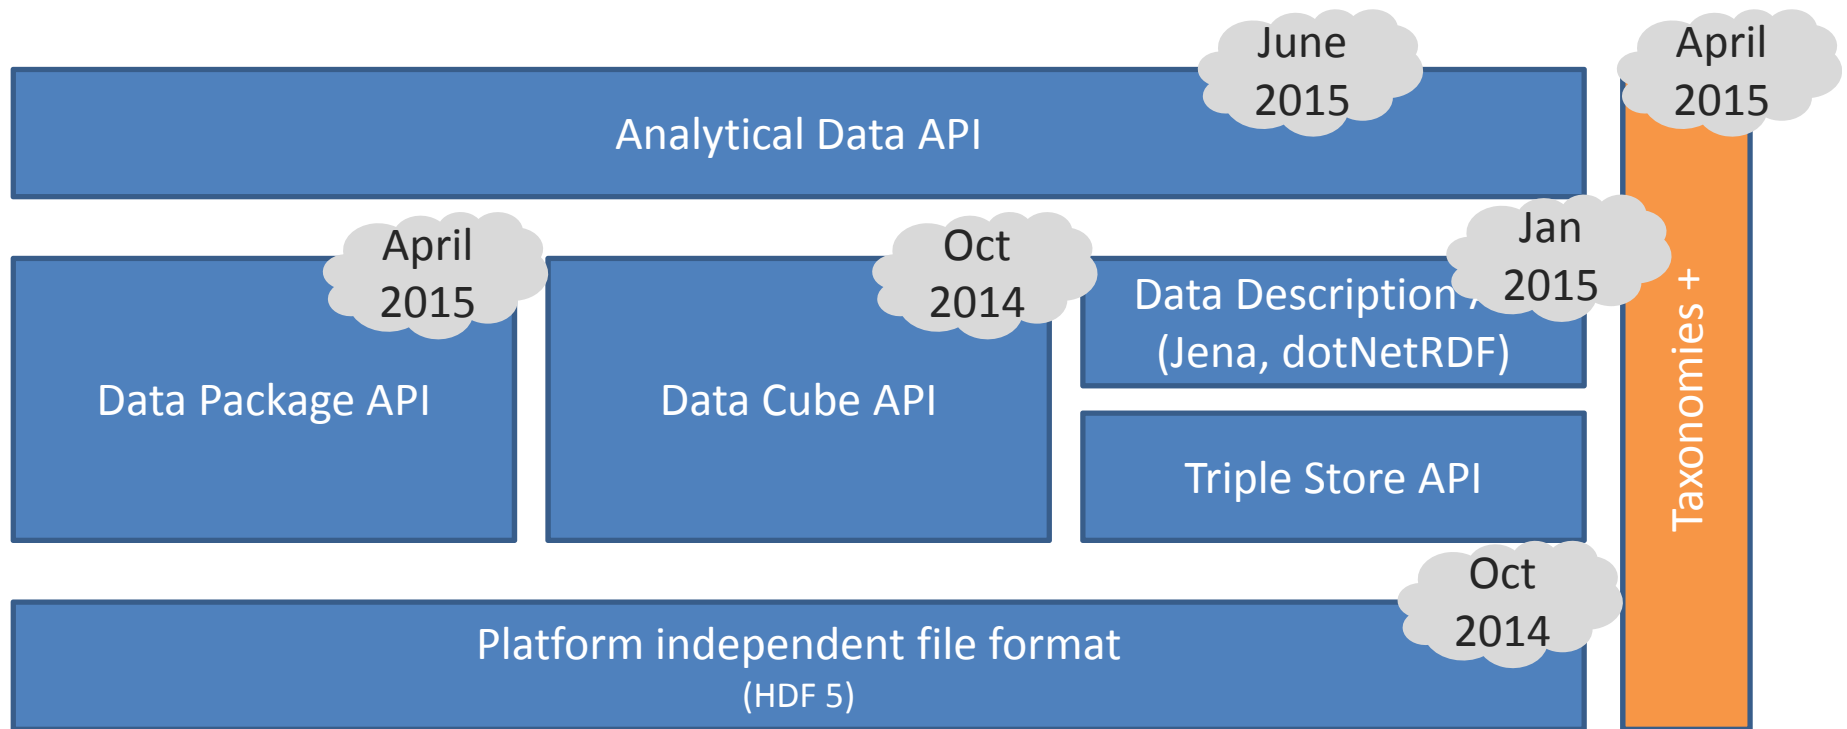 June
2015
April
2015
Analytical Data API
April
2015
Oct
2014
Jan
2015
Data Package API
Data Cube API
Data Description
(Jena, dotNetRDF)
Triple Store API
Taxonomies +
Oct
2014
Platform independent file format
(HDF 5)